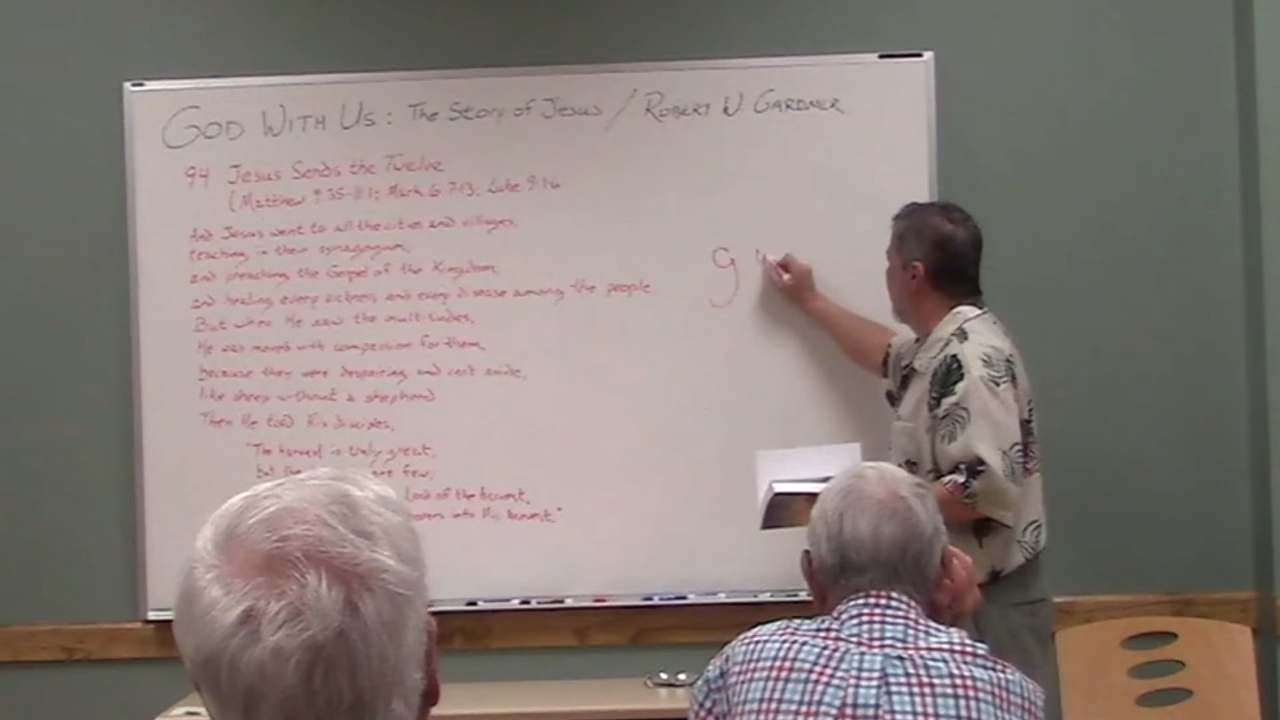 GOD WITH US: The Story of Jesus / ROBERT W. GARDNER
94 Jesus Sends the Twelve
(Matthew 9:35-11:1; Mark 6:7-13; Luke 9:1-6
And Jesus went to all the cities and villages,
teaching in their synagogues,
and preaching the Gospel of the Kingdom,
and healing every sickness and every disease among the people
But when He saw the multitudes,
He was moved with compassion for them,
because they were despairing and cast aside,
like sheep without a shepherd
Then He told His disciples,
"The harvest is truly great,
but the few;
Lord of the harvest,
into His harvest."
g